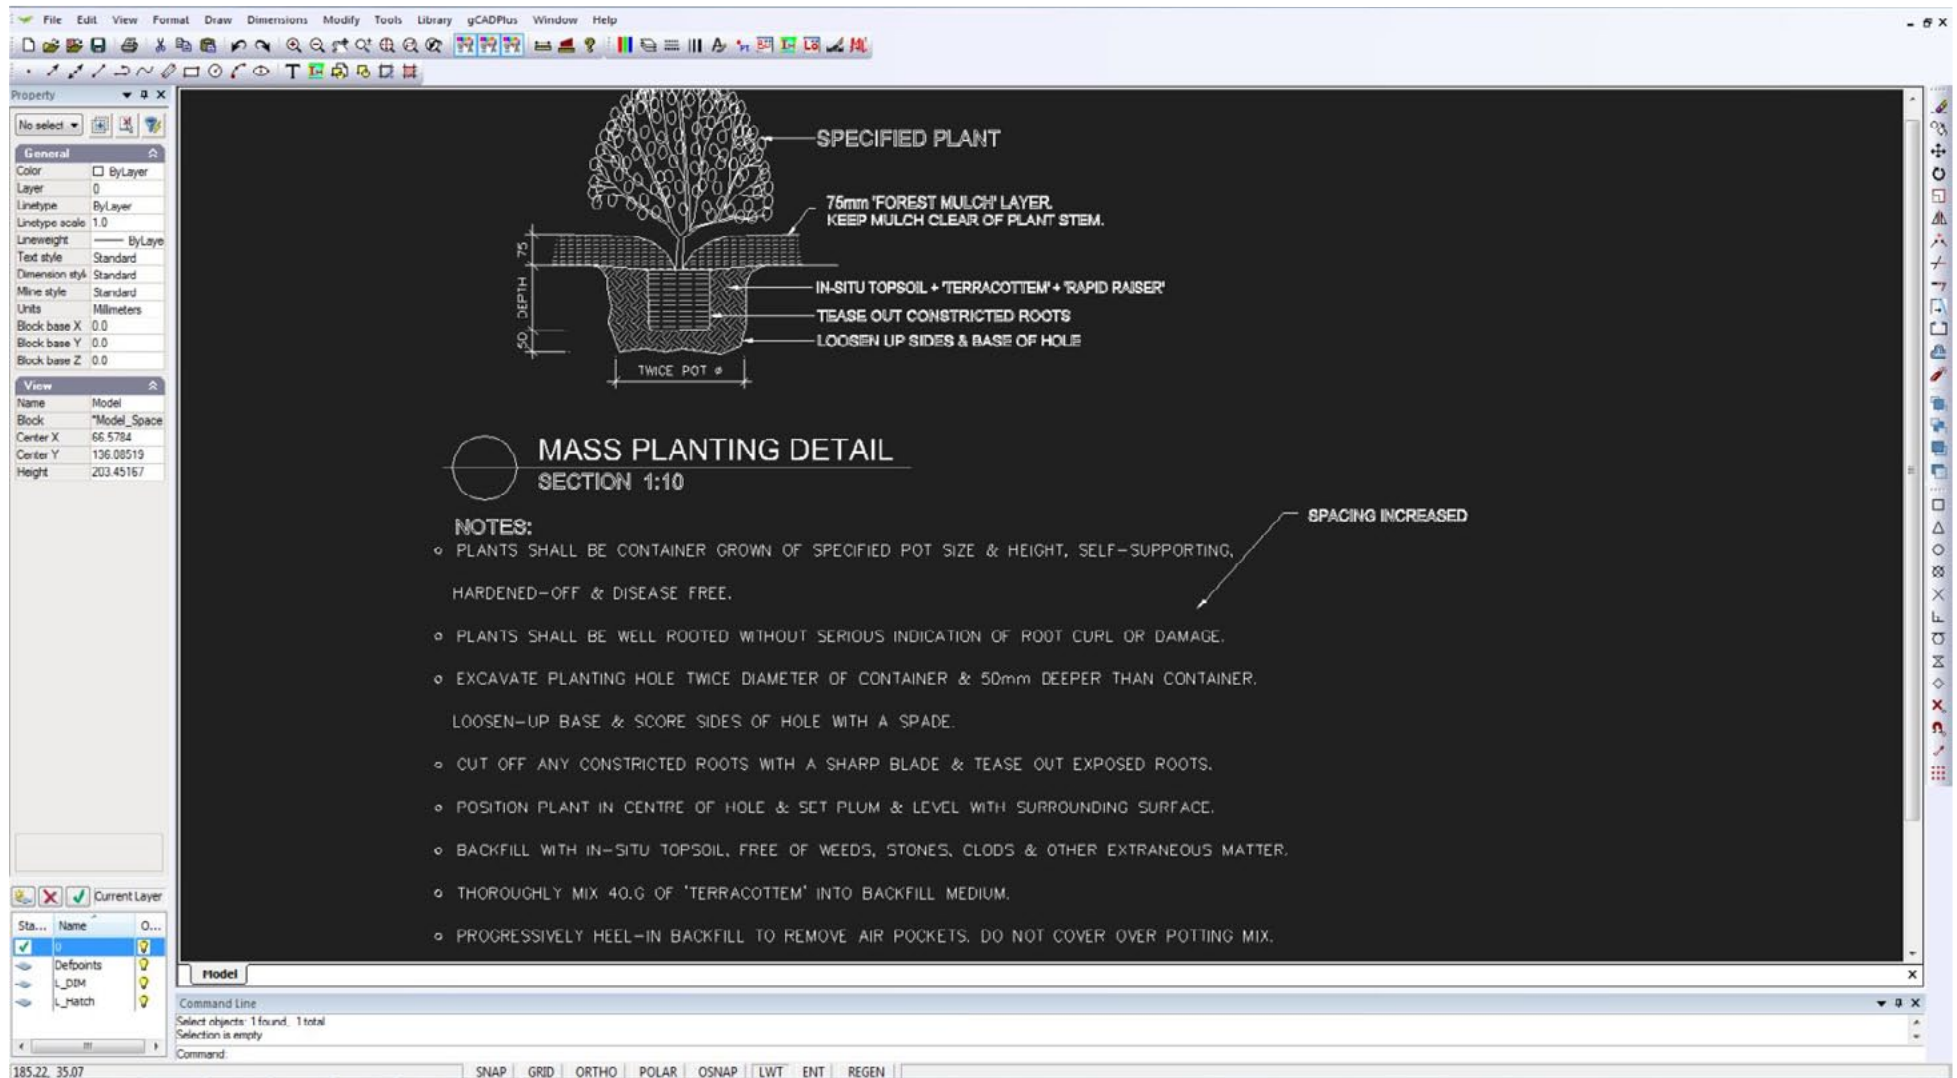 File Edit View Format Draw Dimensions Modify Tools Library gCADPlus Window Help
Property
No select
General
Color ByLayer
Layer 0
Linetype ByLayer
Linetype scale 1.0
Lineweight ByLaye
Text style Standard
Dimension styl Standard
Mline style Standard
Units Millimeters
Block base X 0.0
Block base Y 0.0
Block base Z 0.0
View
Name Model
Block *Model_Space
Center X 66.5784
Center Y 136.08519
Height 203.45167
Current Layer
Sta... Name O...
0
Defpoints
L_DIM
L_Hatch
SPECIFIED PLANT
75mm 'FOREST MULCH' LAYER.
KEEP MULCH CLEAR OF PLANT STEM.
75
DEPTH
50
IN-SITU TOPSOIL + 'TERRACOTTEM' + 'RAPID RAISER'
TEASE OUT CONSTRICTED ROOTS
LOOSEN UP SIDES & BASE OF HOLE
TWICE POT ø
MASS PLANTING DETAIL
SECTION 1:10
SPACING INCREASED
NOTES:
o PLANTS SHALL BE CONTAINER GROWN OF SPECIFIED POT SIZE & HEIGHT, SELF-SUPPORTING,
HARDENED-OFF & DISEASE FREE.
o PLANTS SHALL BE WELL ROOTED WITHOUT SERIOUS INDICATION OF ROOT CURL OR DAMAGE.
o EXCAVATE PLANTING HOLE TWICE DIAMETER OF CONTAINER & 50mm DEEPER THAN CONTAINER.
LOOSEN-UP BASE & SCORE SIDES OF HOLE WITH A SPADE.
o CUT OFF ANY CONSTRICTED ROOTS WITH A SHARP BLADE & TEASE OUT EXPOSED ROOTS.
o POSITION PLANT IN CENTRE OF HOLE & SET PLUM & LEVEL WITH SURROUNDING SURFACE.
o BACKFILL WITH IN-SITU TOPSOIL, FREE OF WEEDS, STONES, CLODS & OTHER EXTRANEOUS MATTER.
o THOROUGHLY MIX 40.G OF 'TERRACOTTEM' INTO BACKFILL MEDIUM.
o PROGRESSIVELY HEEL-IN BACKFILL TO REMOVE AIR POCKETS. DO NOT COVER OVER POTTING MIX.
Model
Command Line
Select objects: 1 found, 1 total
Selection is empty
Command:
185.22, 35.07 SNAP GRID ORTHO POLAR OSNAP LWT ENT REGEN